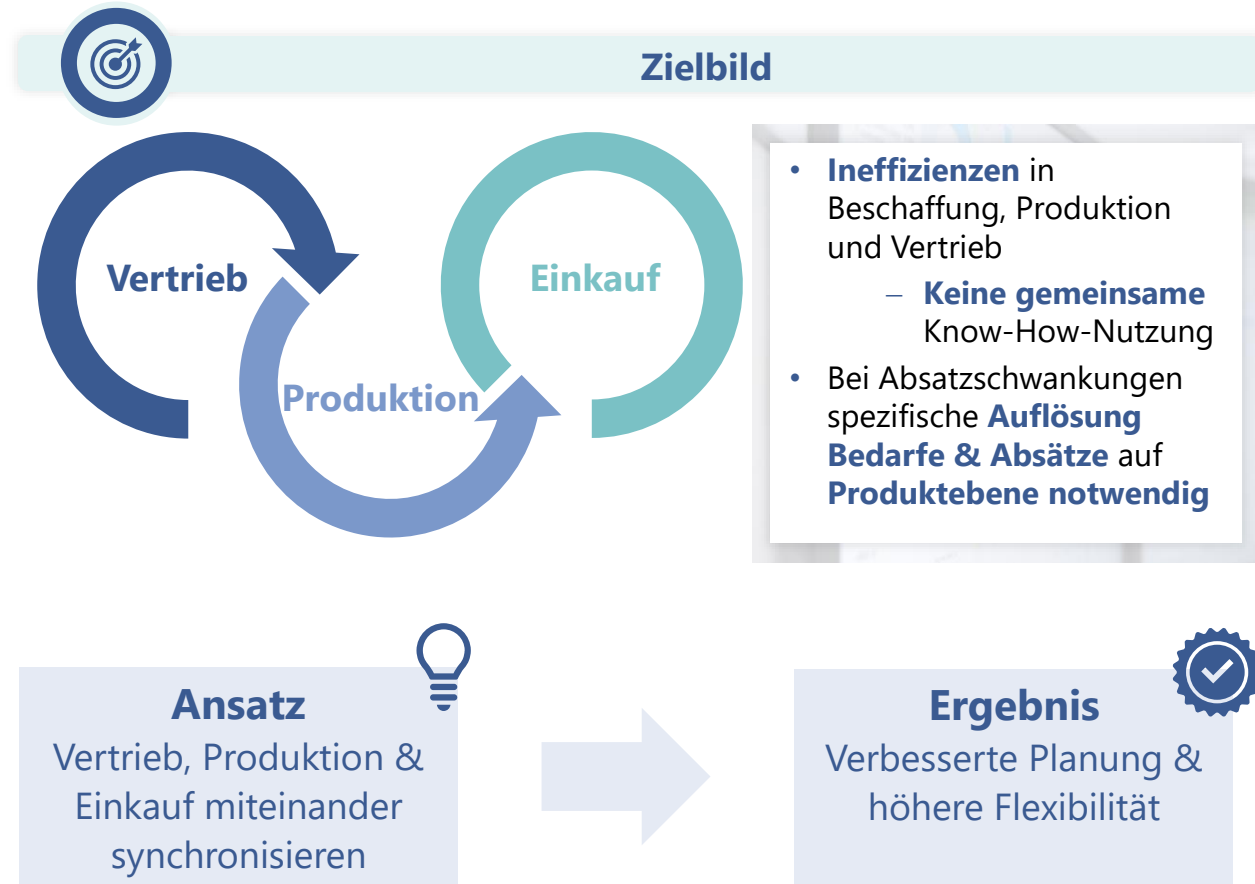 Zielbild
Vertrieb
Produktion
Einkauf
• Ineffizienzen in
Beschaffung, Produktion
und Vertrieb
– Keine gemeinsame
Know-How-Nutzung
• Bei Absatzschwankungen
spezifische Auflösung
Bedarfe & Absätze auf
Produktebene notwendig
Ansatz
Vertrieb, Produktion &
Einkauf miteinander
synchronisieren
Ergebnis
Verbesserte Planung &
höhere Flexibilität